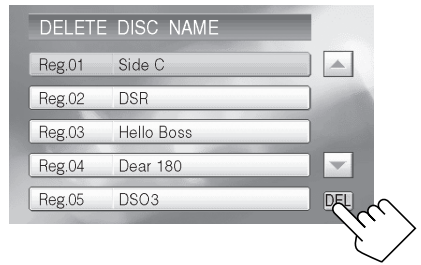 DELETE DISC NAME
Reg.01 Side C
Reg.02 DSR
Reg.03 Hello Boss
Reg.04 Dear 180
Reg.05 DSO3
DEL